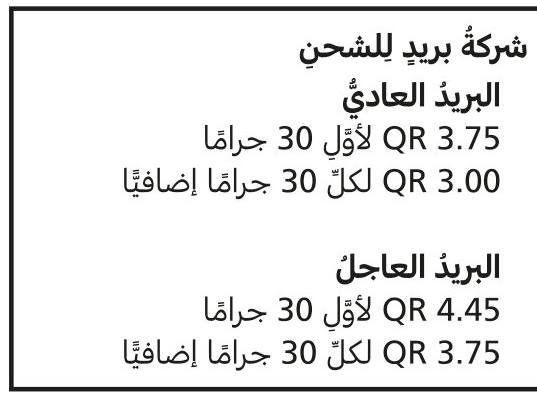 شركةُ بريدٍ لِلشحنِ
البريدُ العاديُّ
QR 3.75 لأوَّلِ 30 جرامًا
QR 3.00 لكلِّ 30 جرامًا إضافيًّا
البريدُ العاجلُ
QR 4.45 لأوَّلِ 30 جرامًا
QR 3.75 لكلِّ 30 جرامًا إضافيًّا